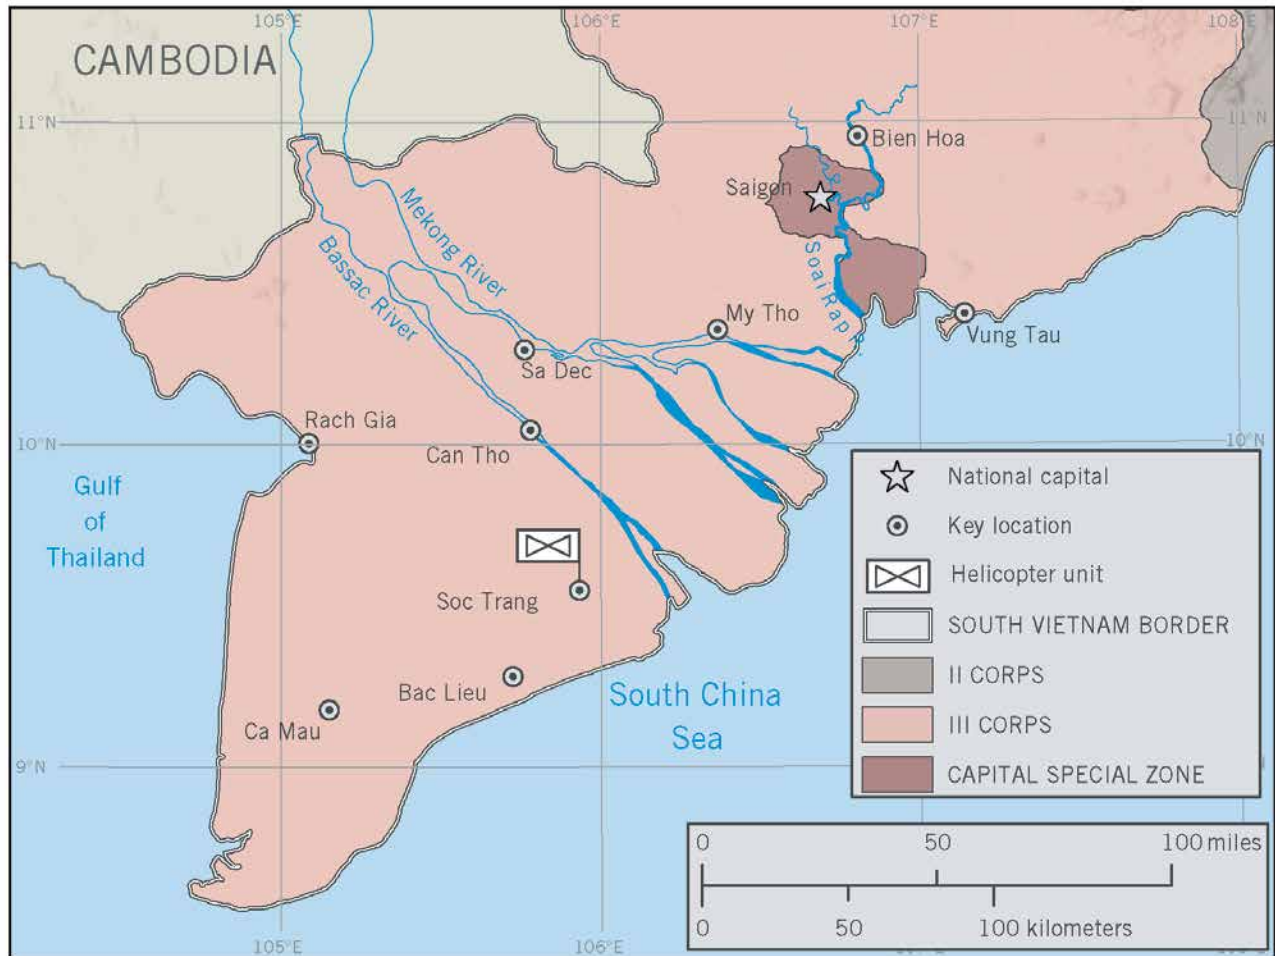 105°E
106°E
107°E
108°E
CAMBODIA
11°N
11°N
Bien Hoa
Saigon
Mekong River
Bassac River
Soai Rap R.
My Tho
Vung Tau
Sa Dec
Rach Gia
10°N
10°N
Can Tho
Gulf
of
Thailand
Soc Trang
Bac Lieu
Ca Mau
South China
Sea
9°N
National capital
Key location
Helicopter unit
SOUTH VIETNAM BORDER
II CORPS
III CORPS
CAPITAL SPECIAL ZONE
0 50 100 miles
0 50 100 kilometers
105°E
106°E